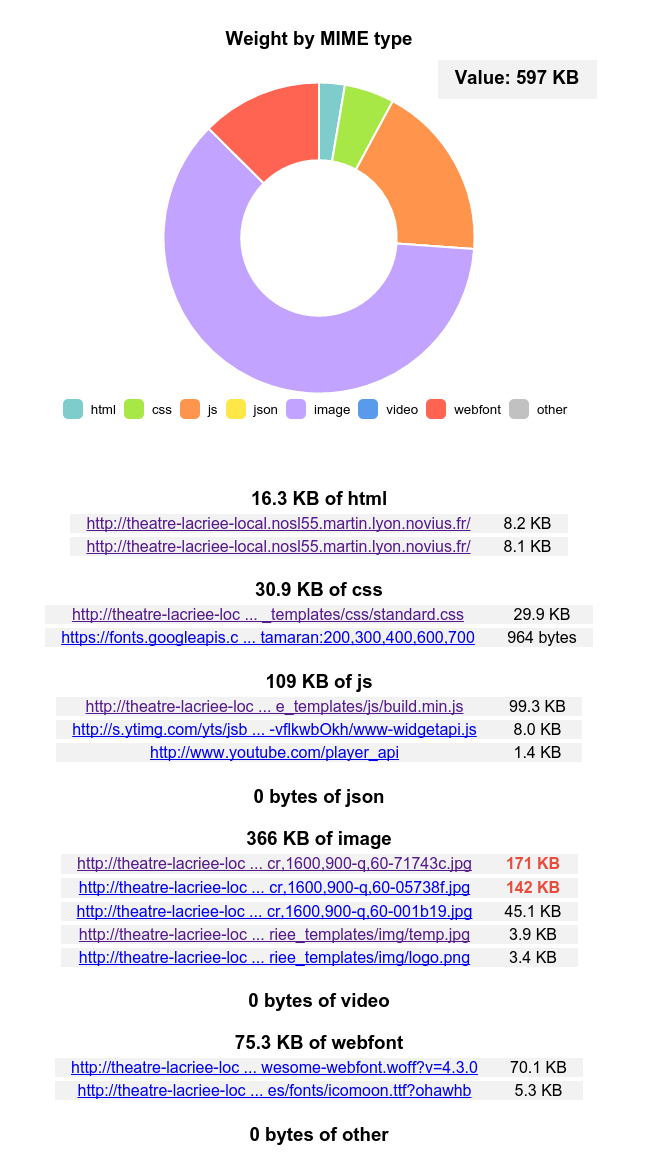 Weight by MIME type
Value: 597 KB
html css js json image video webfont other
16.3 KB of html
http://theatre-lacriee-local.nosl55.martin.lyon.novius.fr/ 8.2 KB
http://theatre-lacriee-local.nosl55.martin.lyon.novius.fr/ 8.1 KB
30.9 KB of css
http://theatre-lacriee-loc ... _templates/css/standard.css 29.9 KB
https://fonts.googleapis.c ... tamaran:200,300,400,600,700 964 bytes
109 KB of js
http://theatre-lacriee-loc ... e_templates/js/build.min.js 99.3 KB
http://s.ytimg.com/yts/jsb ... -vflkwbOkh/www-widgetapi.js 8.0 KB
http://www.youtube.com/player_api 1.4 KB
0 bytes of json
366 KB of image
http://theatre-lacriee-loc ... cr,1600,900-q,60-71743c.jpg 171 KB
http://theatre-lacriee-loc ... cr,1600,900-q,60-05738f.jpg 142 KB
http://theatre-lacriee-loc ... cr,1600,900-q,60-001b19.jpg 45.1 KB
http://theatre-lacriee-loc ... riee_templates/img/temp.jpg 3.9 KB
http://theatre-lacriee-loc ... riee_templates/img/logo.png 3.4 KB
0 bytes of video
75.3 KB of webfont
http://theatre-lacriee-loc ... wesome-webfont.woff?v=4.3.0 70.1 KB
http://theatre-lacriee-loc ... es/fonts/icomoon.ttf?ohawhb 5.3 KB
0 bytes of other